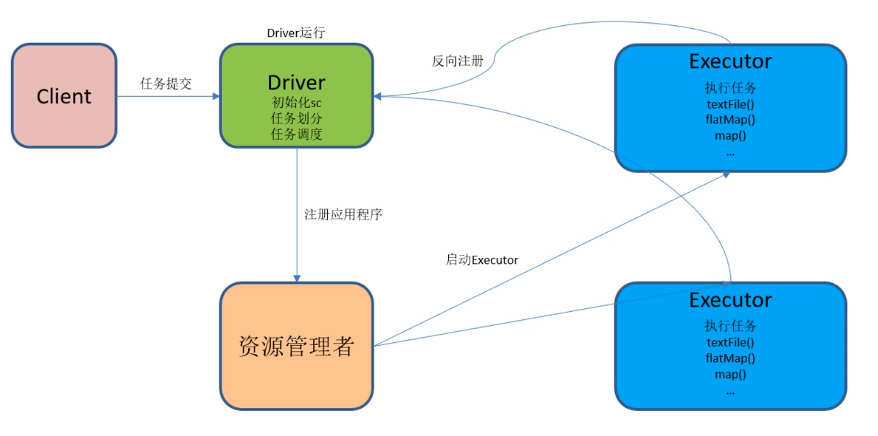 Driver运行
Client
任务提交
Driver
初始化sc
任务划分
任务调度
反向注册
Executor
执行任务
textFile()
flatMap()
map()
...
注册应用程序
启动Executor
资源管理者
Executor
执行任务
textFile()
flatMap()
map()
...